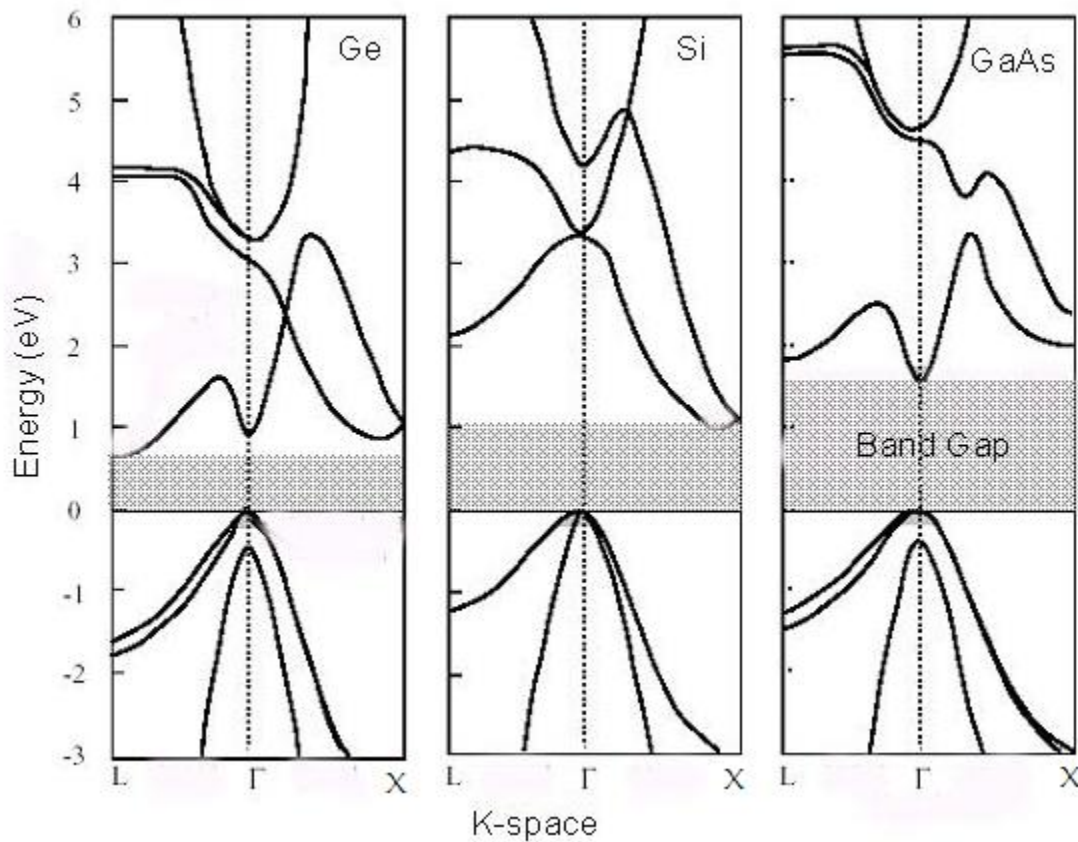 Ge
Si
GaAs
6
5
4
3
2
1
0
-1
-2
-3
Energy (eV)
Band Gap
L Γ X
L Γ X
L Γ X
K-space